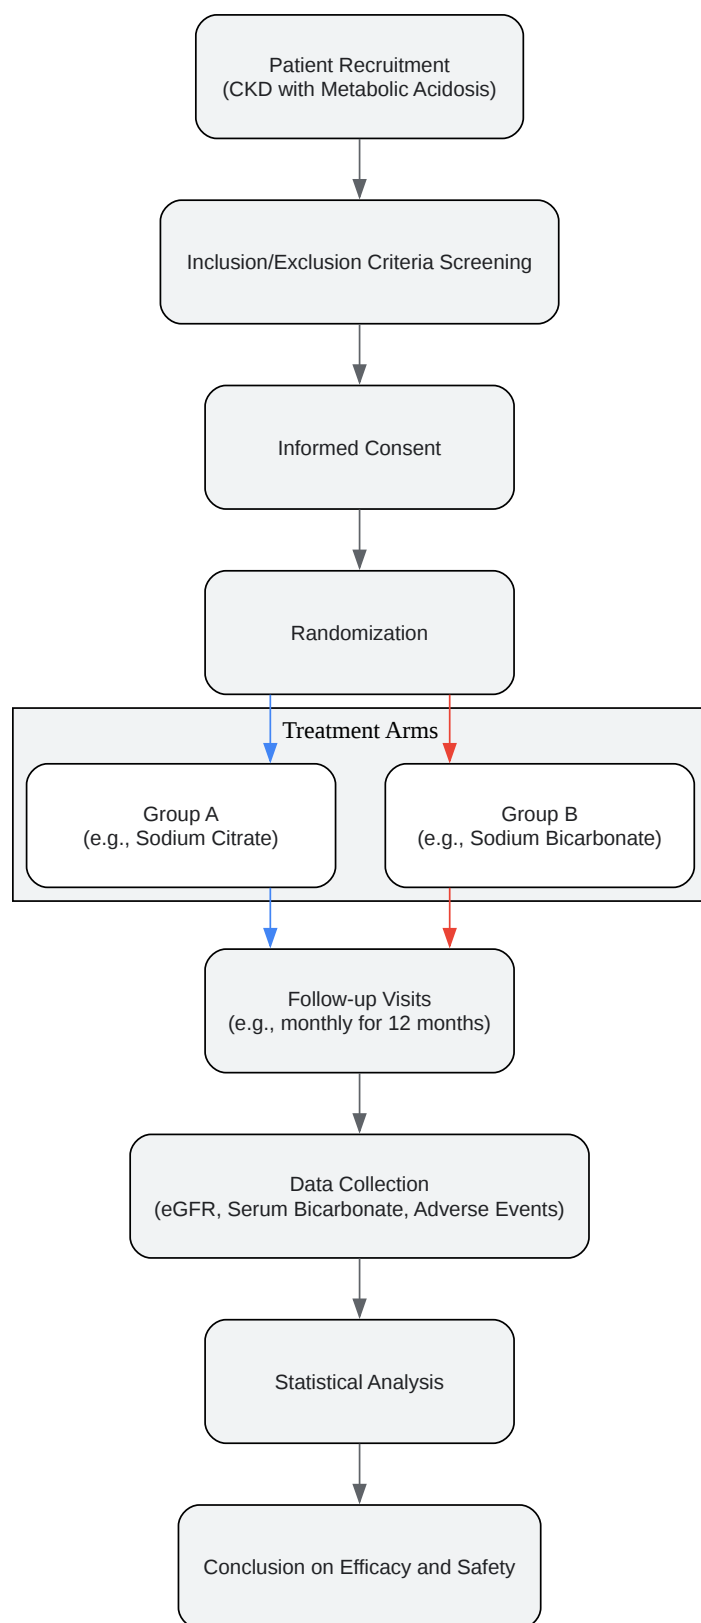 Patient Recruitment
(CKD with Metabolic Acidosis)
Inclusion/Exclusion Criteria Screening
Informed Consent
Randomization
Treatment Arms
Group A
(e.g., Sodium Citrate)
Group B
(e.g., Sodium Bicarbonate)
Follow-up Visits
(e.g., monthly for 12 months)
Data Collection
(eGFR, Serum Bicarbonate, Adverse Events)
Statistical Analysis
Conclusion on Efficacy and Safety